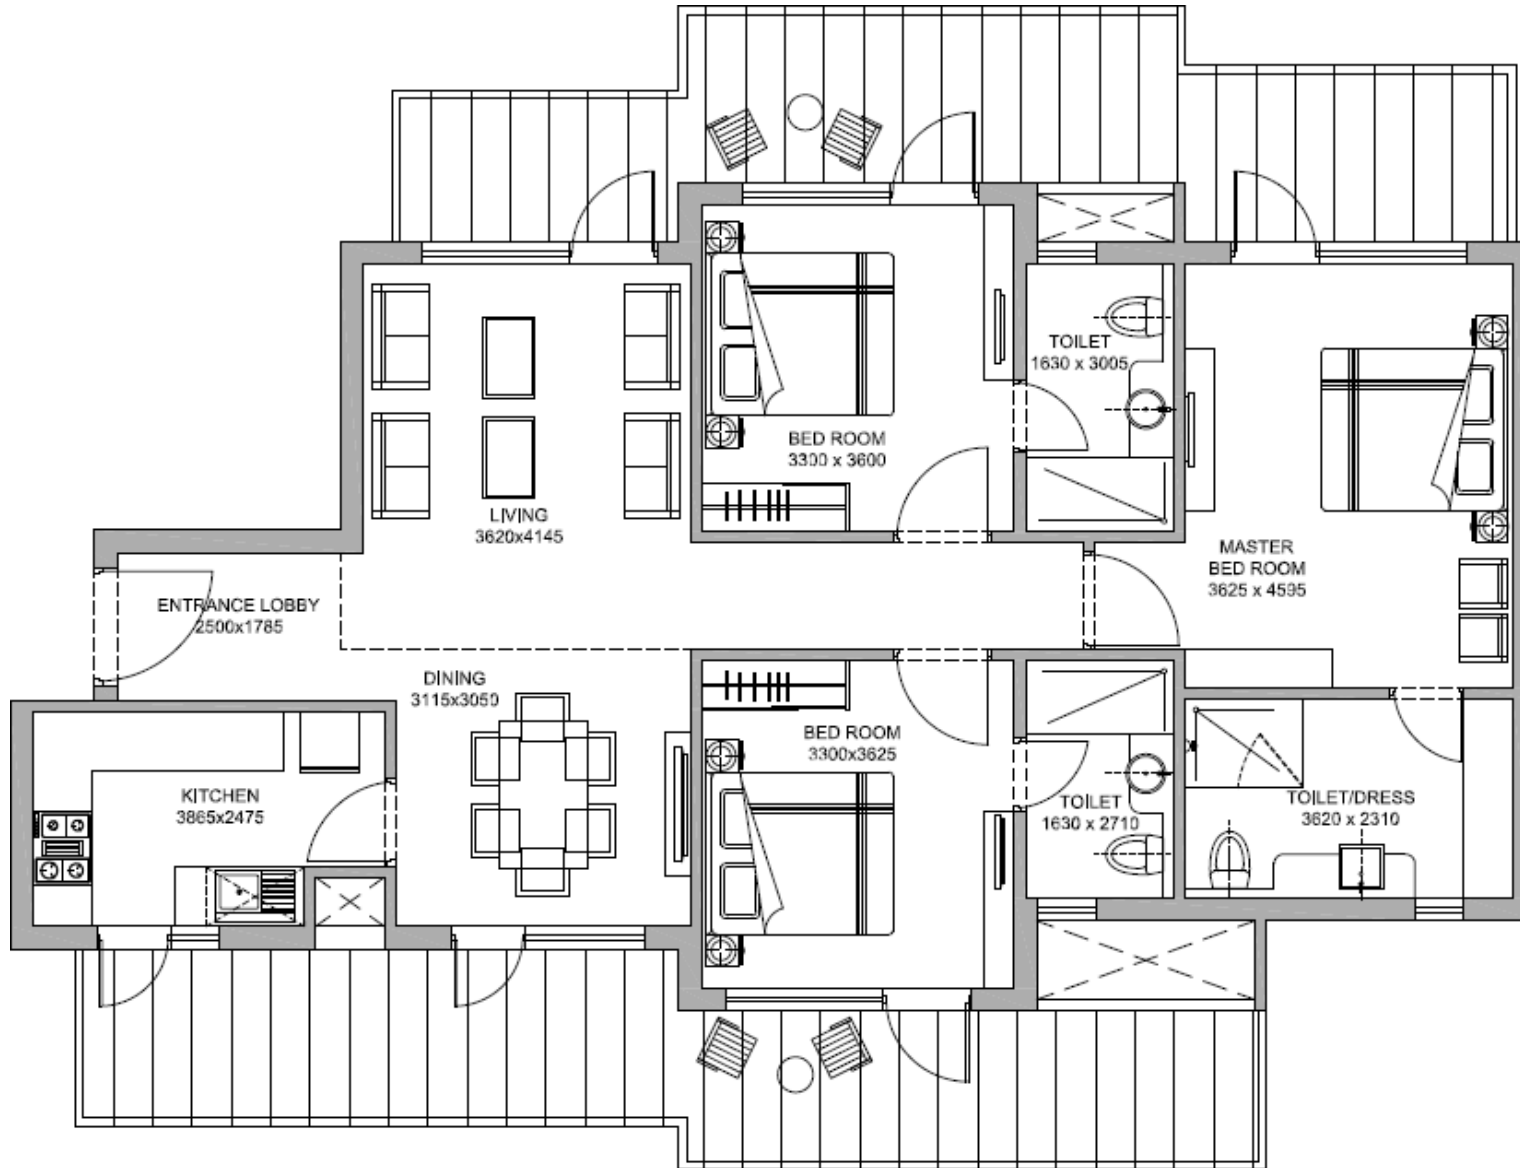 TOILET
1630 x 3005
BED ROOM
3300 x 3600
LIVING
3620x4145
MASTER
BED ROOM
3625 x 4595
ENTRANCE LOBBY
2500x1785
DINING
3115x3050
BED ROOM
3300x3625
KITCHEN
3865x2475
TOILET
1630 x 2710
TOILET/DRESS
3620 x 2310